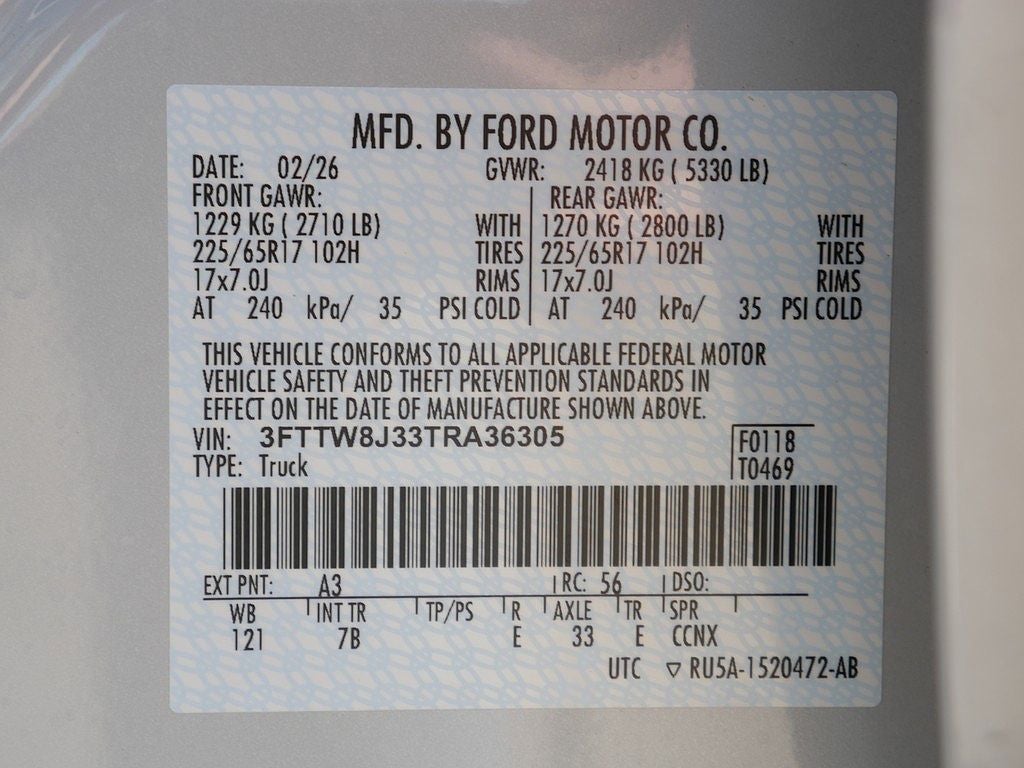 MFD. BY FORD MOTOR CO.
DATE: 02/26 GVWR: 2418 KG ( 5330 LB)
FRONT GAWR: REAR GAWR:
1229 KG ( 2710 LB) WITH 1270 KG ( 2800 LB) WITH
225/65R17 102H TIRES 225/65R17 102H TIRES
17x7.0J RIMS 17x7.0J RIMS
AT 240 kPa/ 35 PSI COLD AT 240 kPa/ 35 PSI COLD
THIS VEHICLE CONFORMS TO ALL APPLICABLE FEDERAL MOTOR
VEHICLE SAFETY AND THEFT PREVENTION STANDARDS IN
EFFECT ON THE DATE OF MANUFACTURE SHOWN ABOVE.
VIN: 3FTTW8J33TRA36305 F0118
TYPE: Truck T0469
EXT PNT: A3 RC: 56 DSO:
WB INT TR TP/PS R AXLE TR SPR
121 7B E 33 E CCNX
UTC ▽ RU5A-1520472-AB